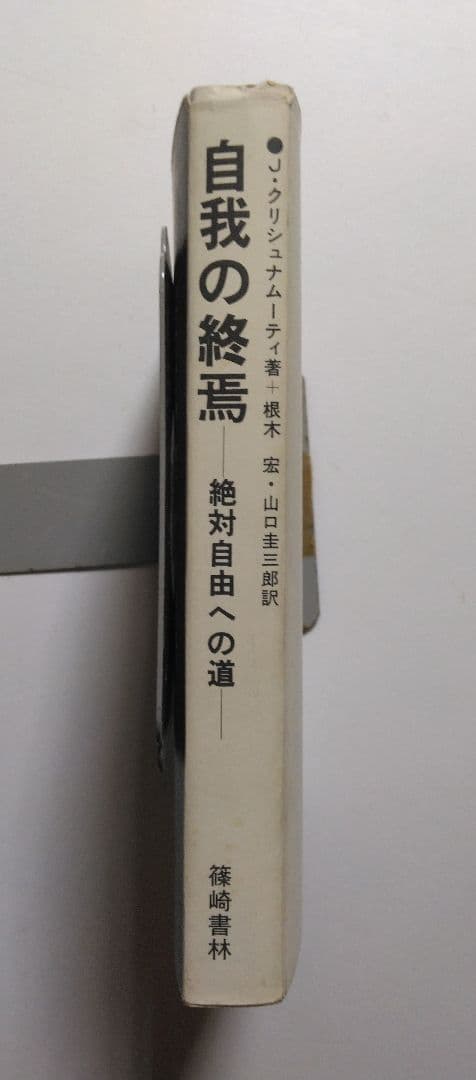 ●J・クリシュナムーティ著+根木 宏・山口圭三郎訳
自我の終焉
―絶対自由への道―
篠崎書林